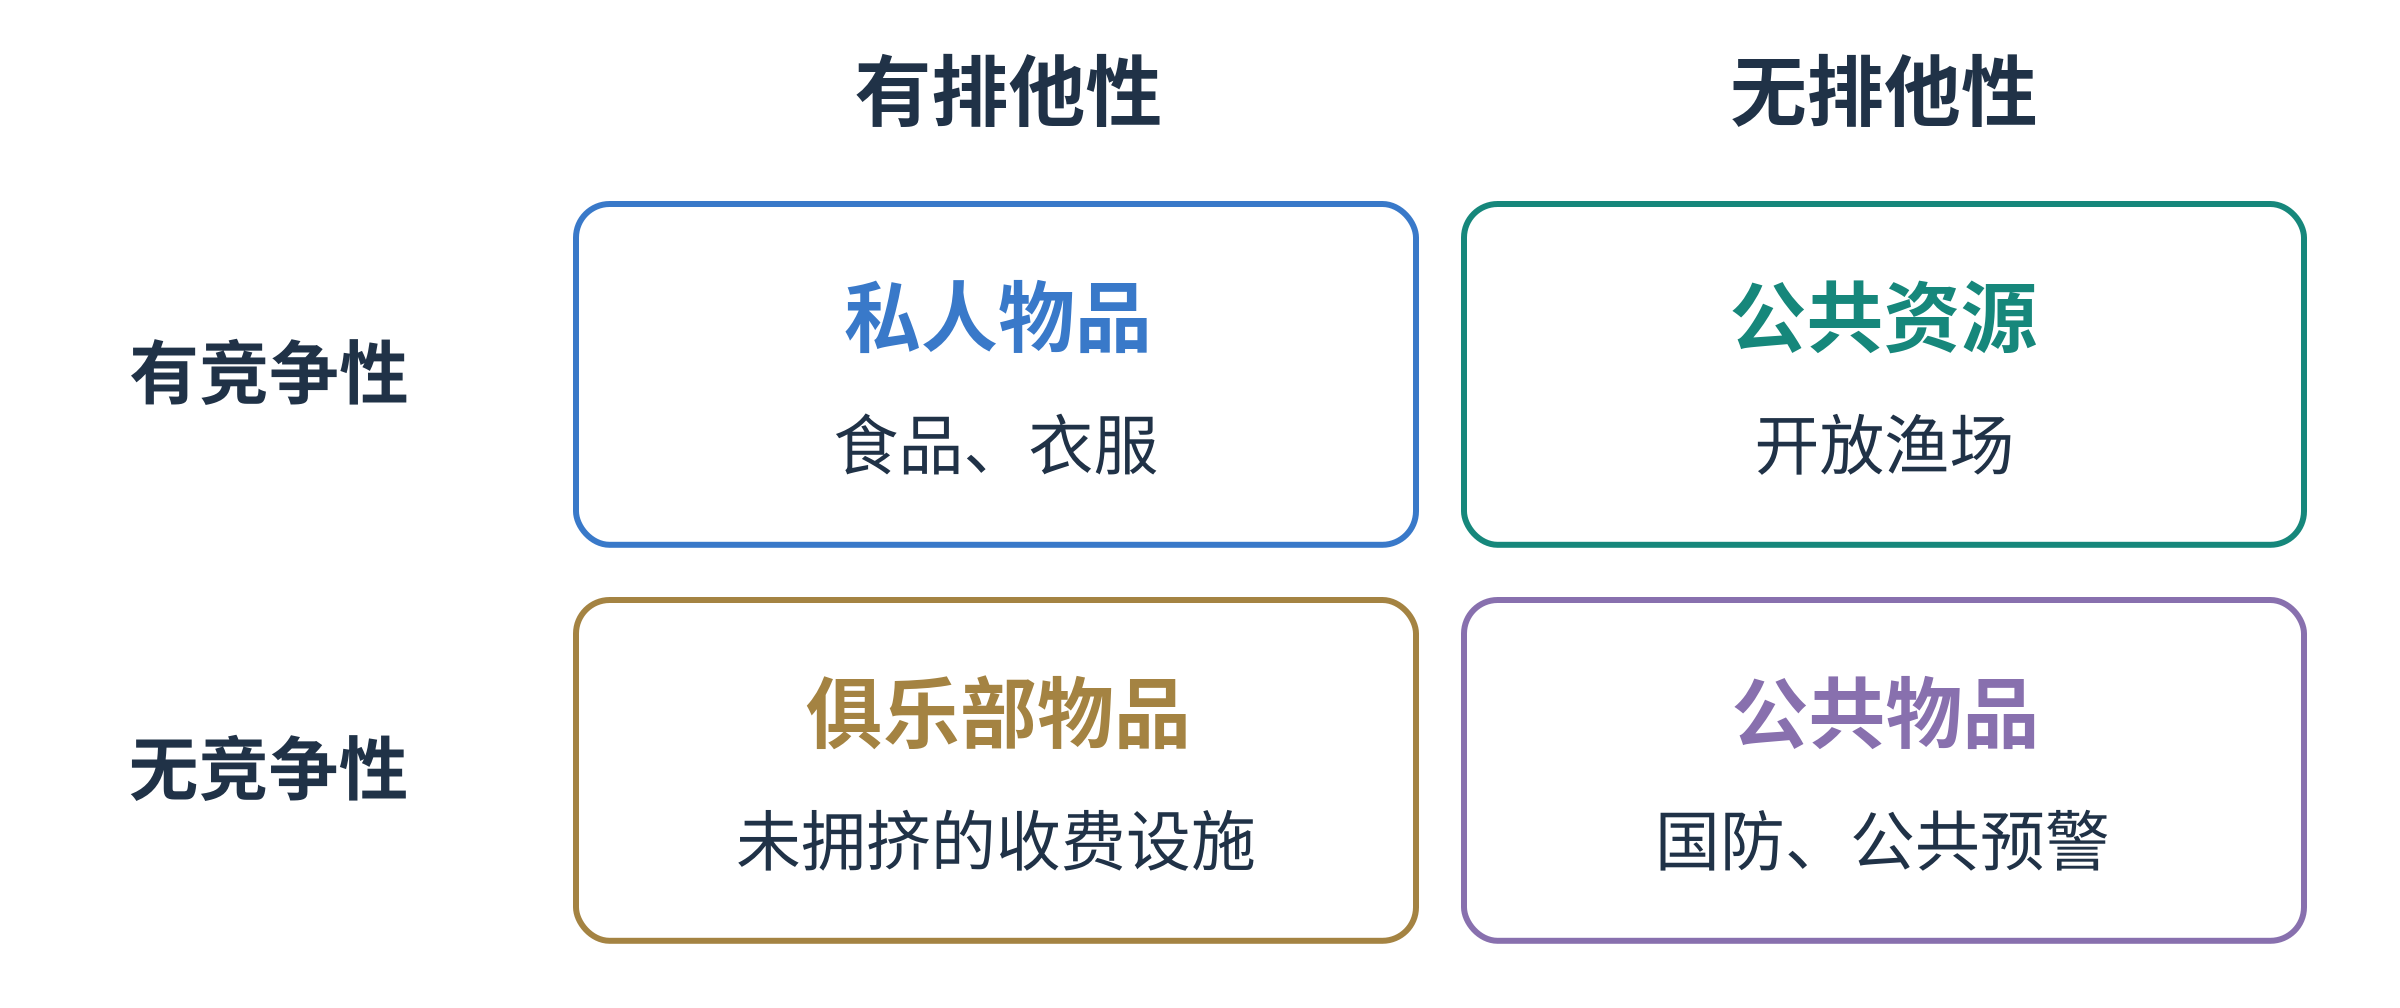 有排他性
无排他性
有竞争性
私人物品
食品、衣服
公共资源
开放渔场
无竞争性
俱乐部物品
未拥挤的收费设施
公共物品
国防、公共预警